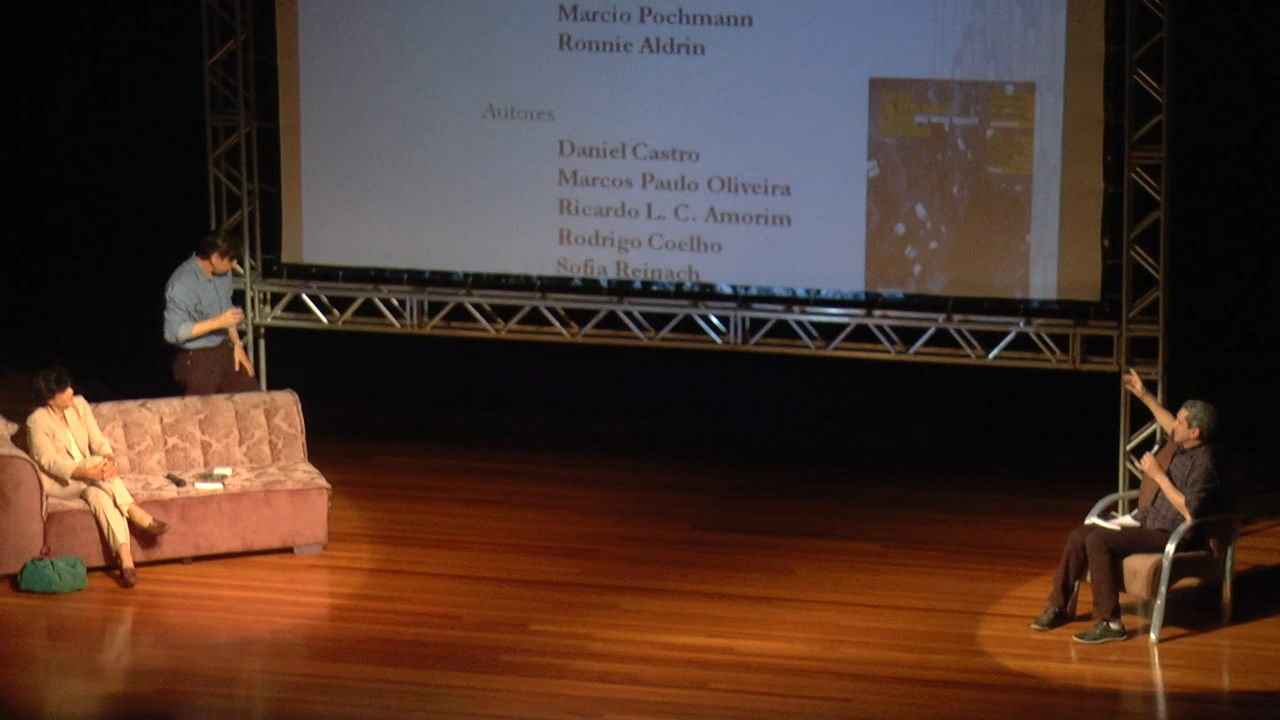 Marcio Pochmann
Ronnie Aldrin
Autores
Daniel Castro
Marcos Paulo Oliveira
Ricardo L. C. Amorim
Rodrigo Coelho
Sofia Reinach